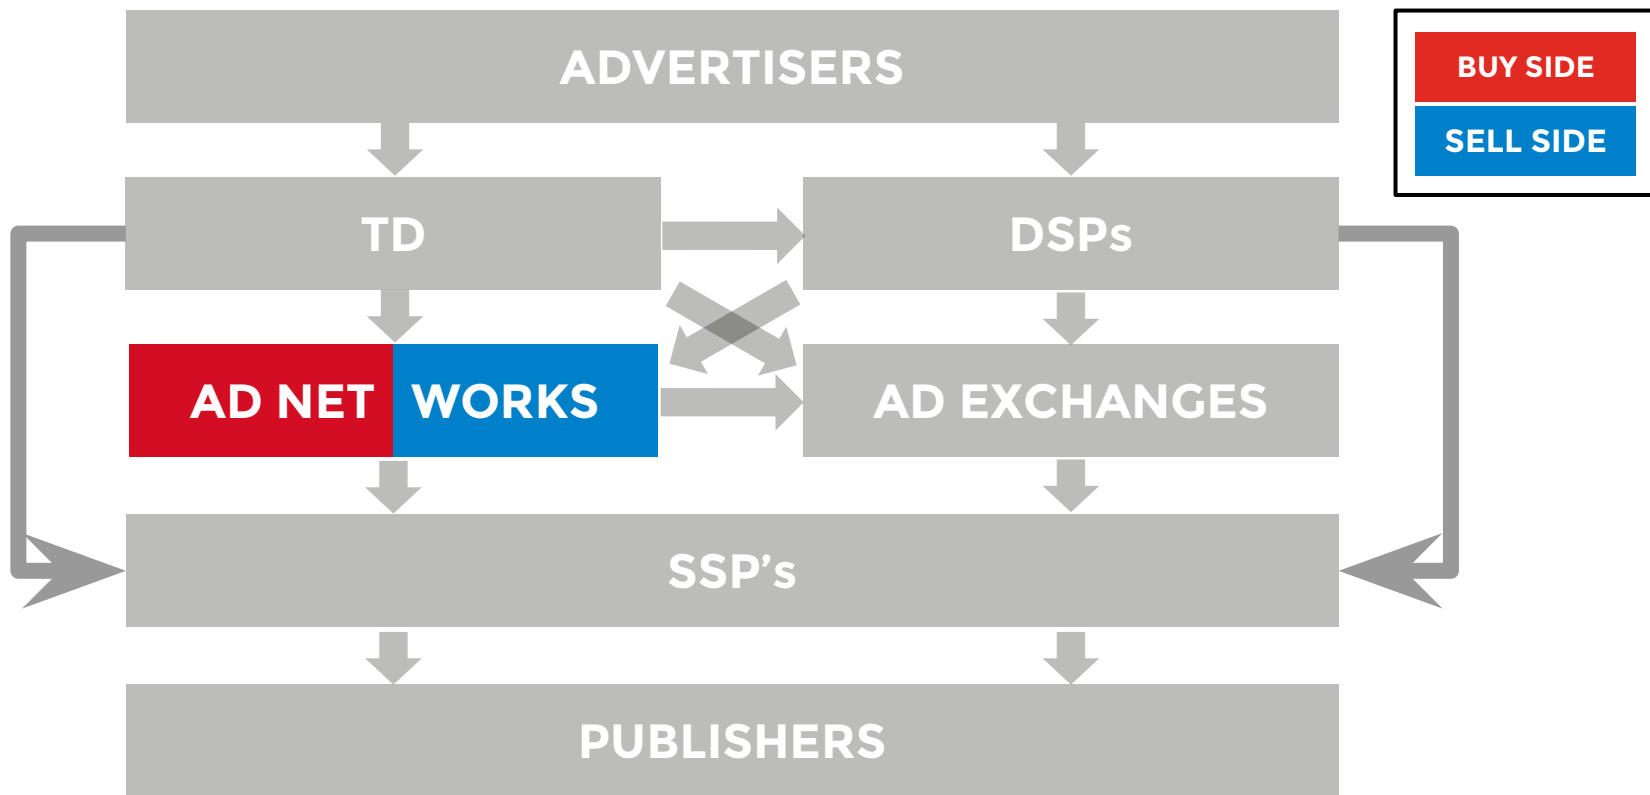 ADVERTISERS
BUY SIDE
SELL SIDE
TD
DSPs
AD NET WORKS
AD EXCHANGES
SSP’s
PUBLISHERS